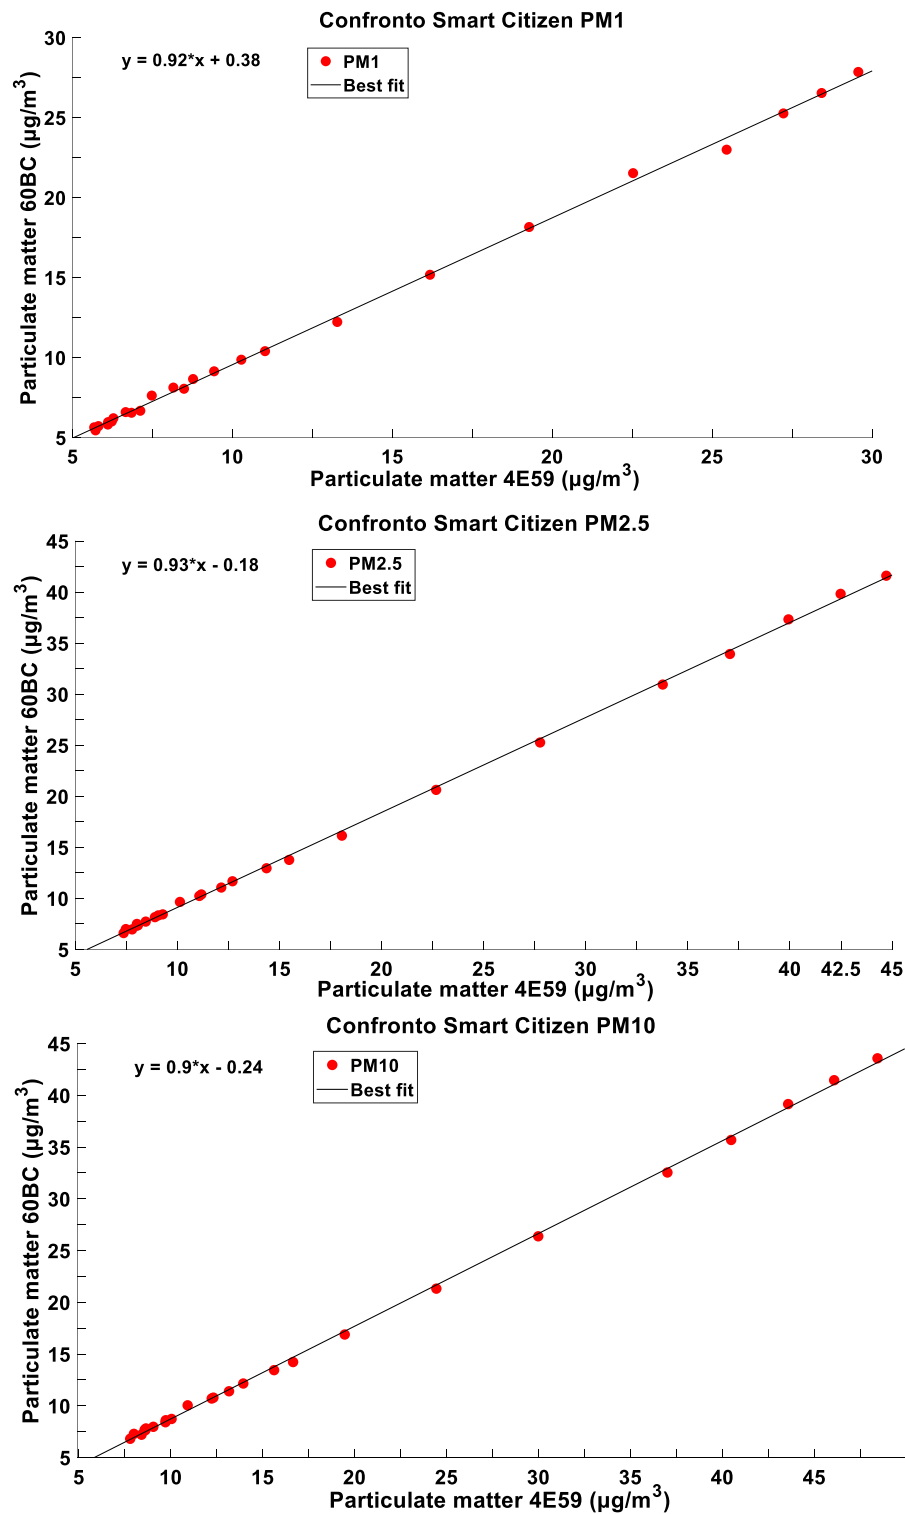 Confronto Smart Citizen PM1
y = 0.92*x + 0.38
PM1
Best fit
Particulate matter 60BC (µg/m³)
30
25
20
15
10
5
5 10 15 20 25 30
Particulate matter 4E59 (µg/m³)
Confronto Smart Citizen PM2.5
y = 0.93*x - 0.18
PM2.5
Best fit
Particulate matter 60BC (µg/m³)
45
40
35
30
25
20
15
10
5
5 10 15 20 25 30 35 40 42.5 45
Particulate matter 4E59 (µg/m³)
Confronto Smart Citizen PM10
y = 0.9*x - 0.24
PM10
Best fit
Particulate matter 60BC (µg/m³)
45
40
35
30
25
20
15
10
5
5 10 15 20 25 30 35 40 45
Particulate matter 4E59 (µg/m³)